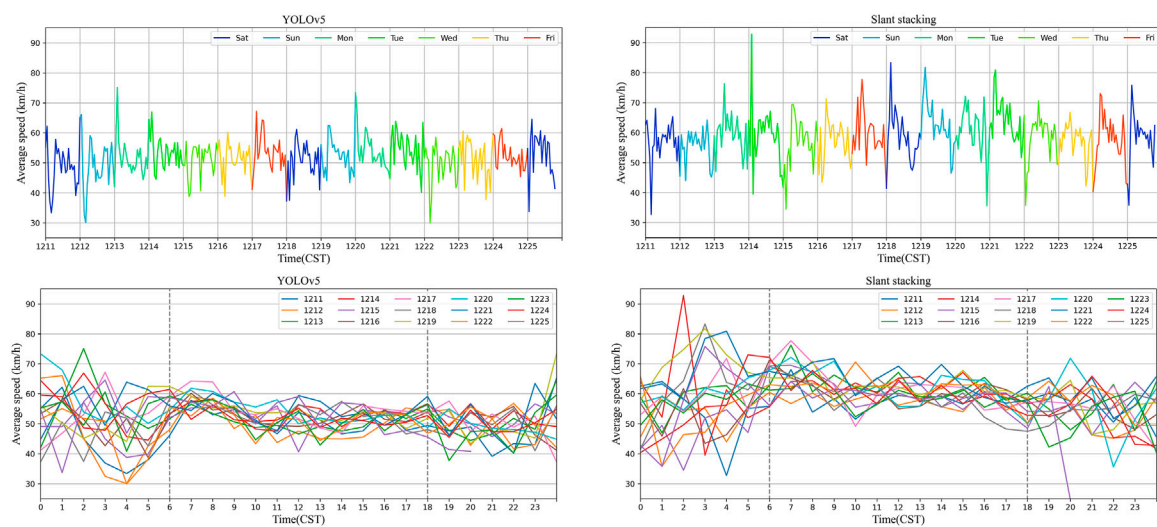 YOLOv5
Average speed (km/h)
90
80
70
60
50
40
30
Sat Sun Mon Tue Wed Thu Fri
1211 1212 1213 1214 1215 1216 1217 1218 1219 1220 1221 1222 1223 1224 1225
Time(CST)
Slant stacking
Average speed (km/h)
90
80
70
60
50
40
30
Sat Sun Mon Tue Wed Thu Fri
1211 1212 1213 1214 1215 1216 1217 1218 1219 1220 1221 1222 1223 1224 1225
Time(CST)
YOLOv5
Average speed (km/h)
90
80
70
60
50
40
30
1211 1214 1217 1220 1223
1212 1215 1218 1221 1224
1213 1216 1219 1222 1225
0 1 2 3 4 5 6 7 8 9 10 11 12 13 14 15 16 17 18 19 20 21 22 23
Time(CST)
Slant stacking
Average speed (km/h)
90
80
70
60
50
40
30
1211 1214 1217 1220 1223
1212 1215 1218 1221 1224
1213 1216 1219 1222 1225
0 1 2 3 4 5 6 7 8 9 10 11 12 13 14 15 16 17 18 19 20 21 22 23
Time(CST)